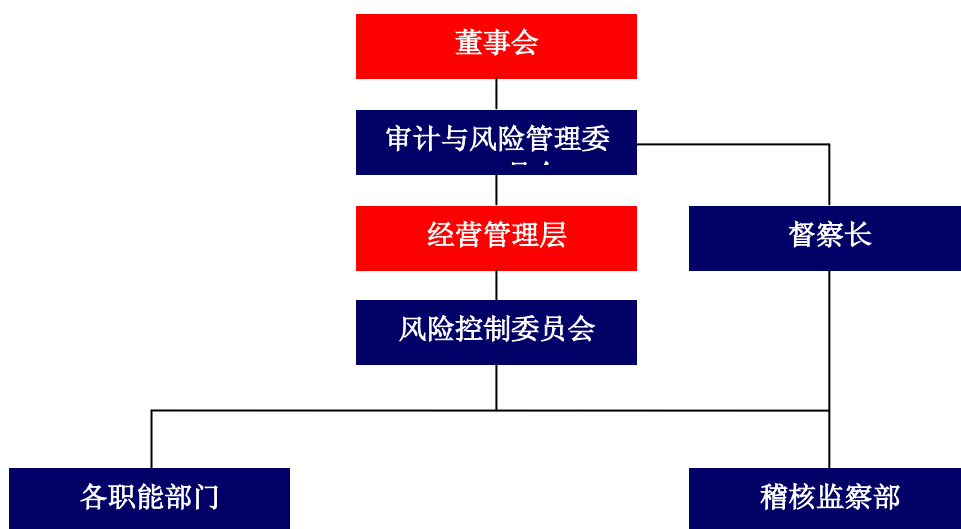 董事会
审计与风险管理委
经营管理层
督察长
风险控制委员会
各职能部门
稽核监察部